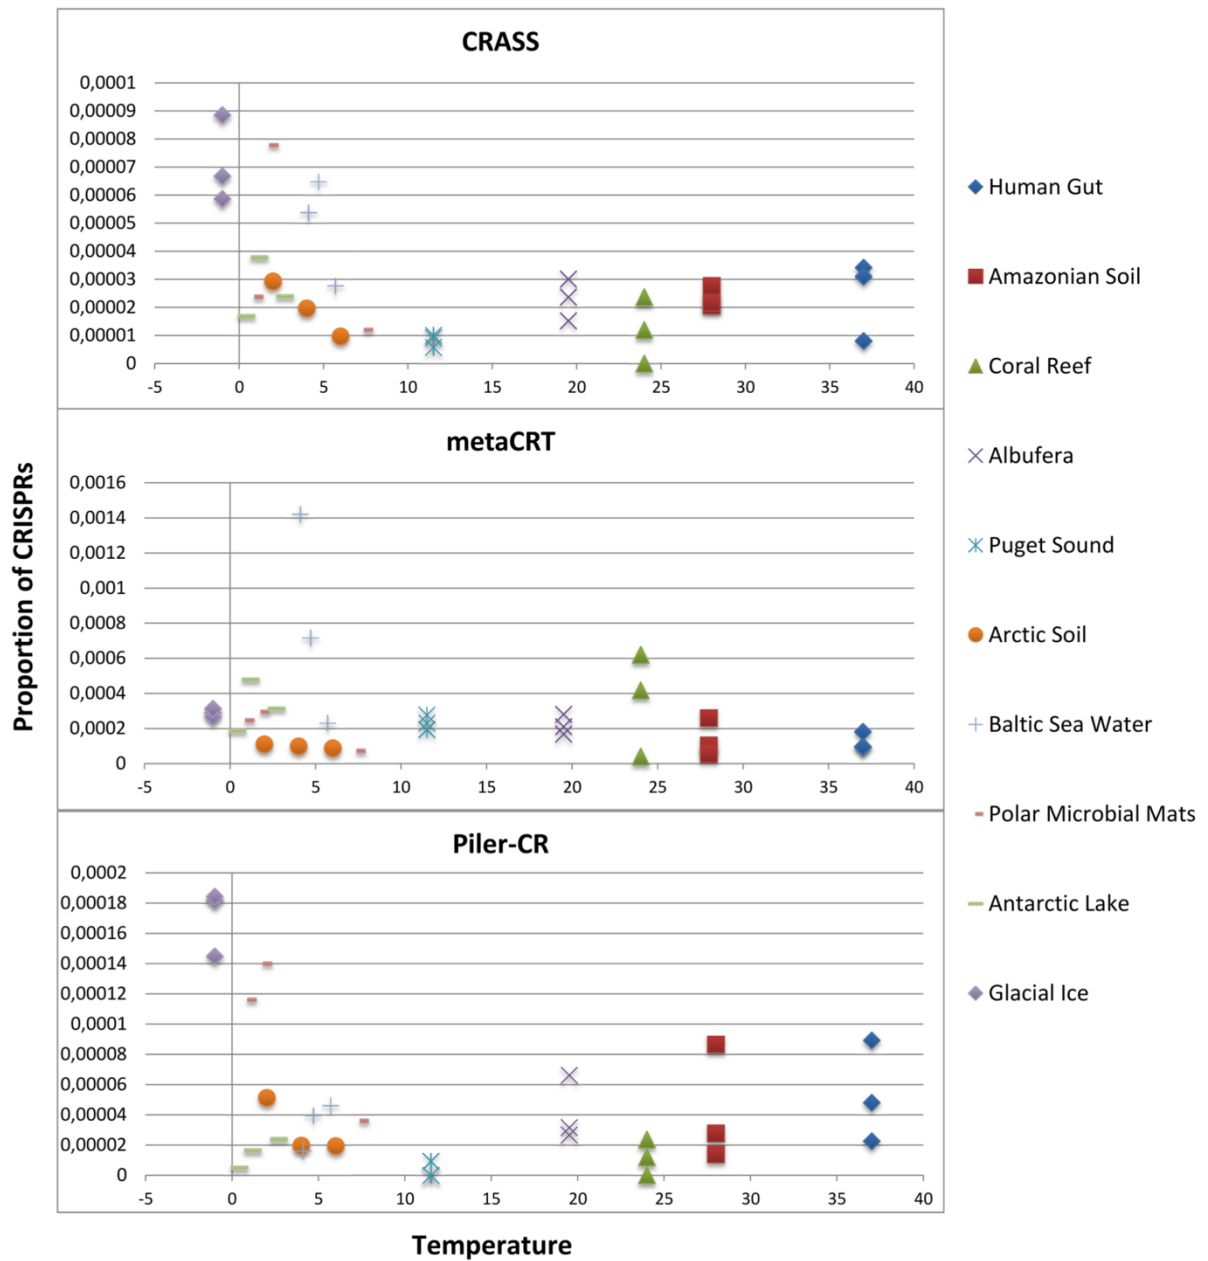 CRASS
0,0001
0,00009
0,00008
0,00007
0,00006
0,00005
0,00004
0,00003
0,00002
0,00001
0
-5 0 5 10 15 20 25 30 35 40
metaCRT
0,0016
0,0014
0,0012
0,001
0,0008
0,0006
0,0004
0,0002
0
-5 0 5 10 15 20 25 30 35 40
Piler-CR
0,0002
0,00018
0,00016
0,00014
0,00012
0,0001
0,00008
0,00006
0,00004
0,00002
0
-5 0 5 10 15 20 25 30 35 40
Proportion of CRISPRs
Temperature
Human Gut
Amazonian Soil
Coral Reef
Albufera
Puget Sound
Arctic Soil
Baltic Sea Water
Polar Microbial Mats
Antarctic Lake
Glacial Ice